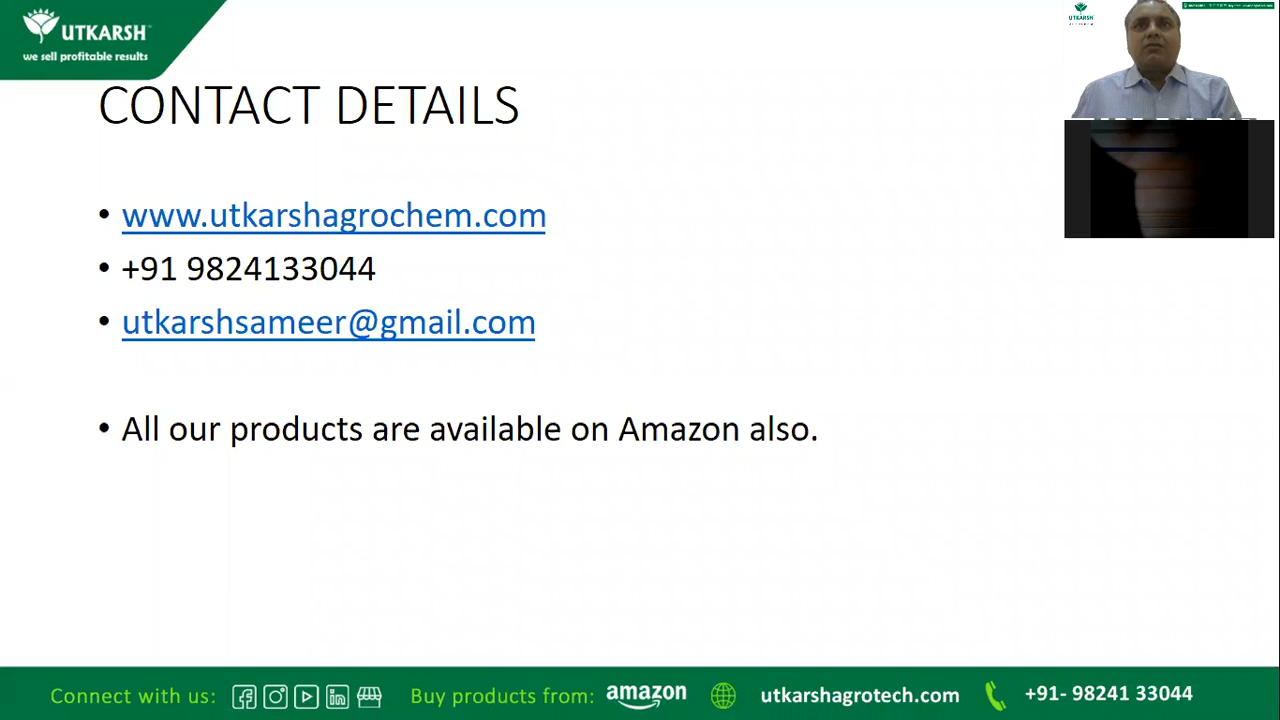 UTKARSH
we sell profitable results
UTKARSH
CONTACT DETAILS
• www.utkarshagrochem.com
• +91 9824133044
• utkarshsameer@gmail.com
• All our products are available on Amazon also.
Connect with us:
Buy products from: amazon
utkarshagrotech.com
+91- 98241 33044